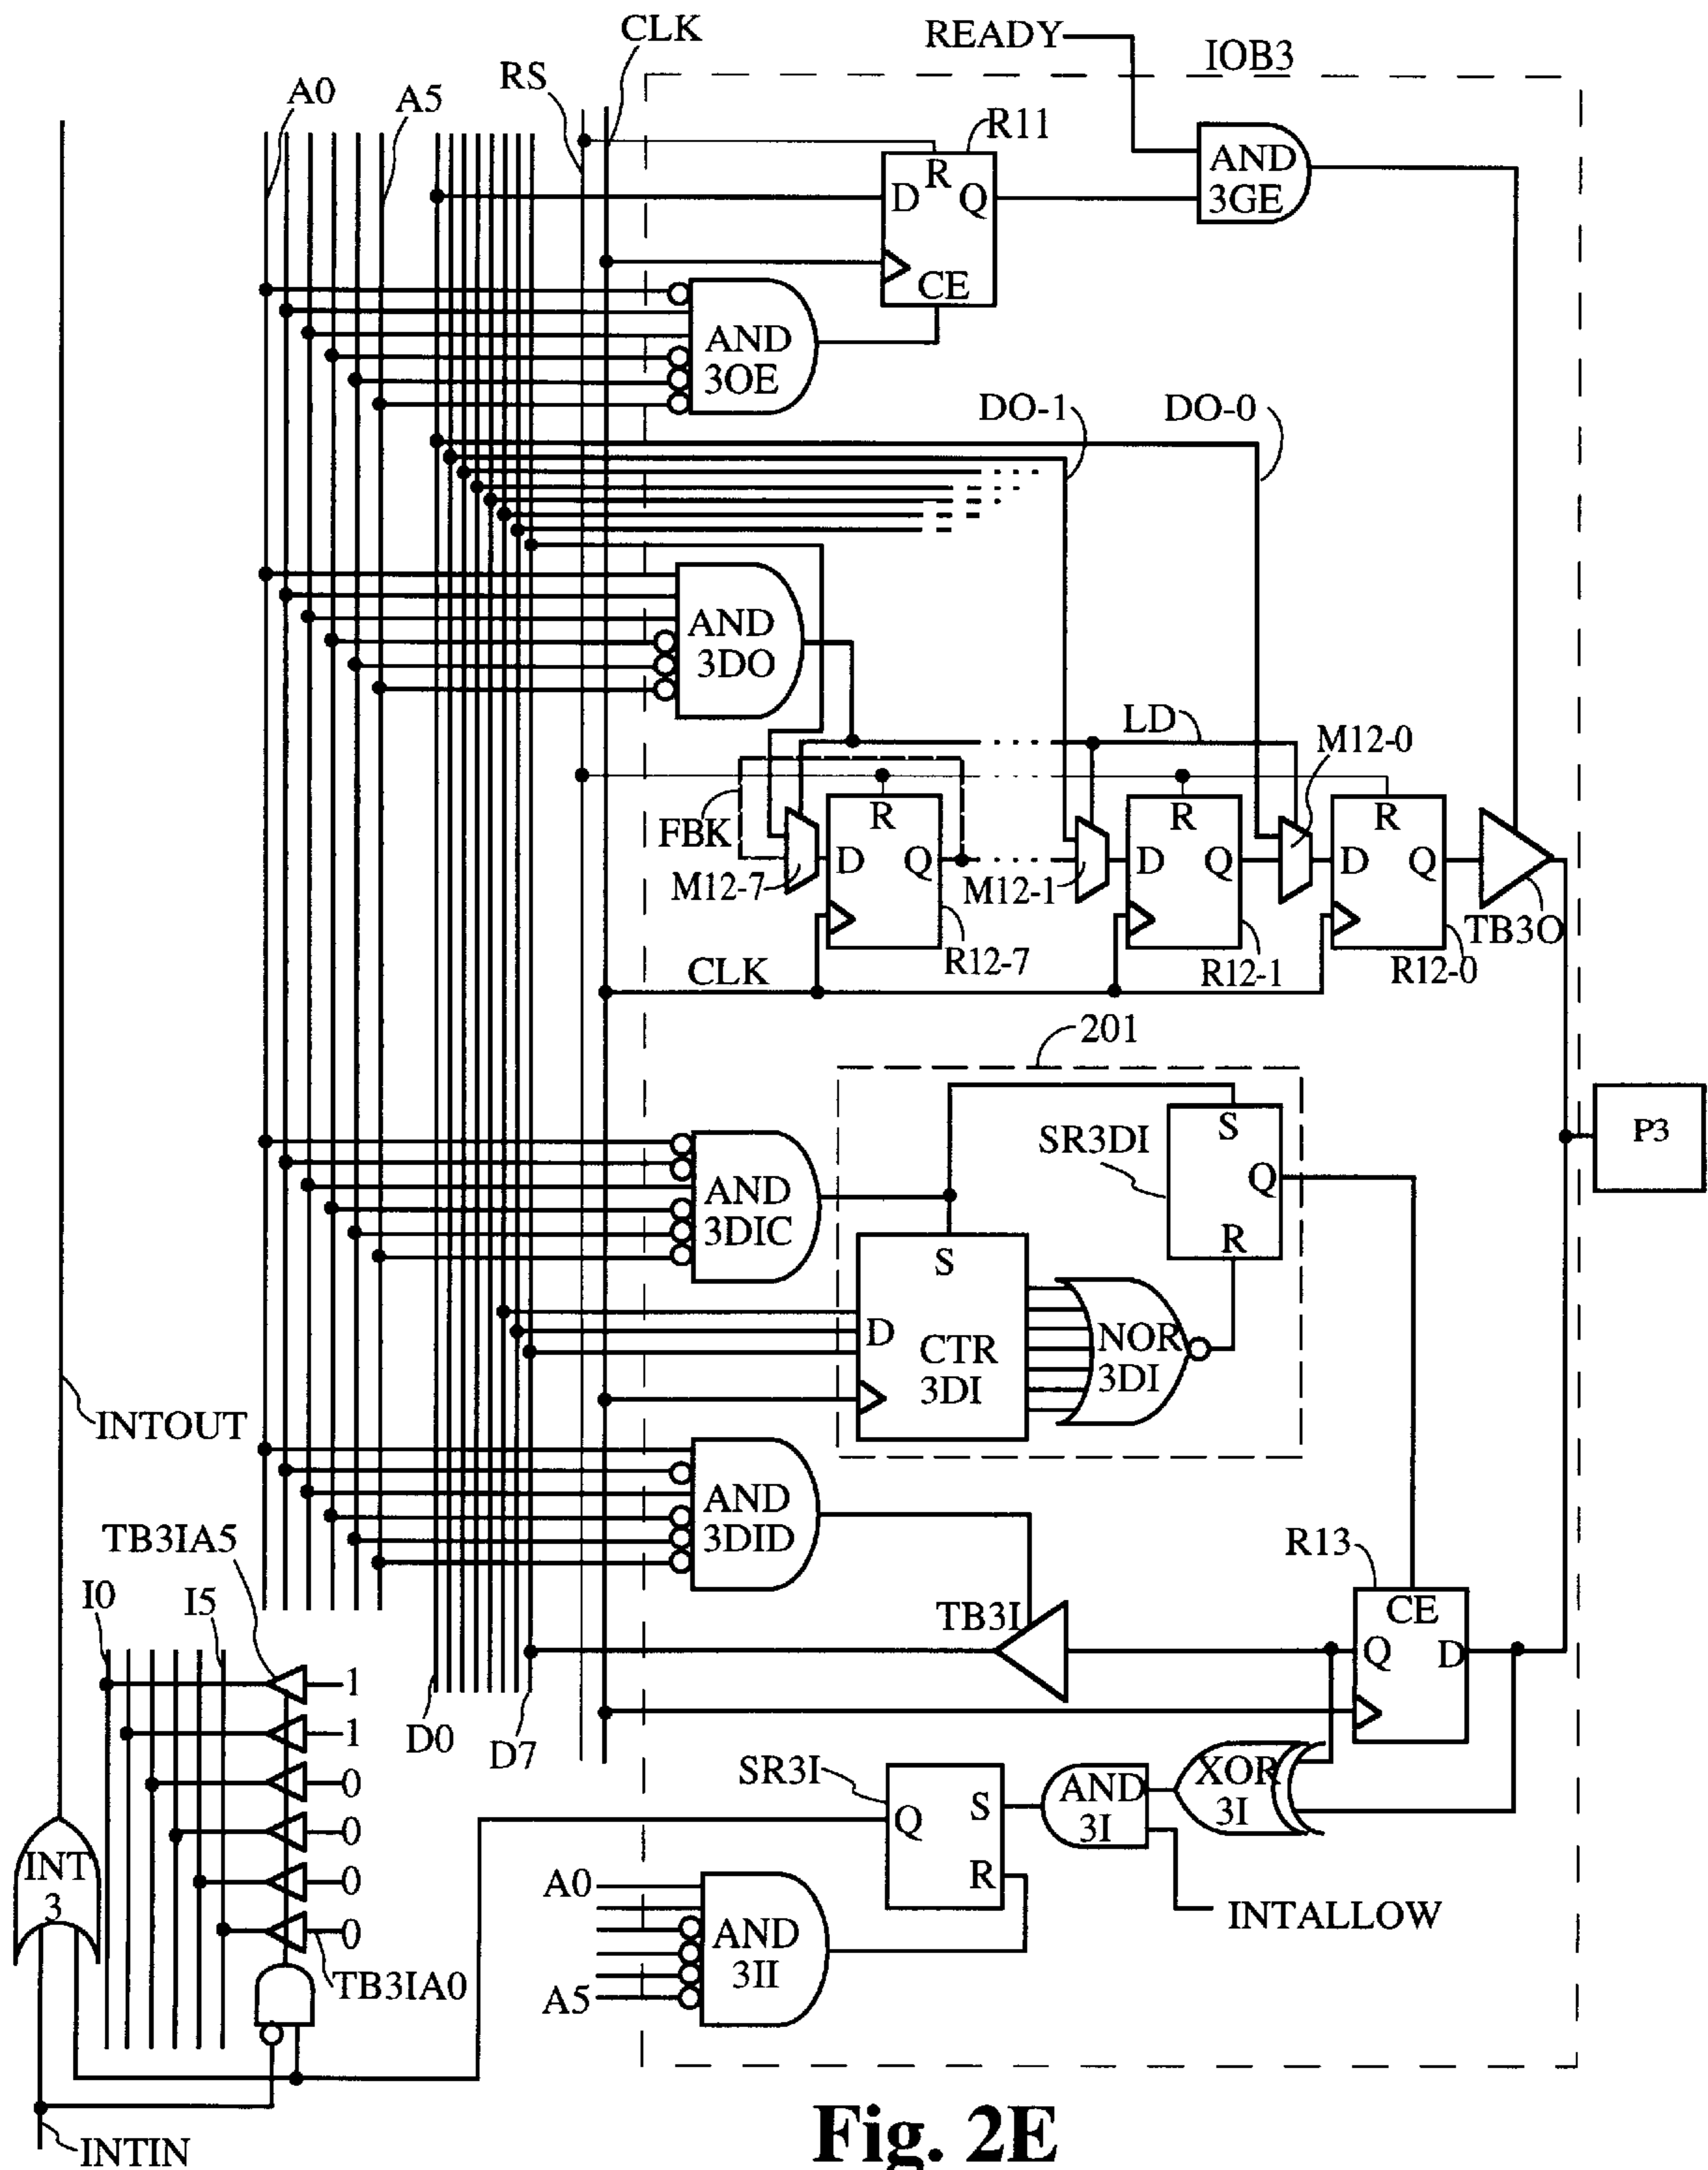 CLK
READY
IOB3
RS
A0
A5
R11
R
D
Q
CE
AND
3GE
AND
3OE
DO-1
DO-0
AND
3DO
LD
M12-0
FBK
R
D
Q
M12-7
R12-7
M12-1
R
D
Q
R12-1
R
D
Q
R12-0
TB3O
CLK
201
P3
S
Q
R
SR3DI
AND
3DIC
S
D
CTR
3DI
NOR
3DI
INTOUT
AND
3DID
TB3IA5
I0
I5
R13
CE
Q
D
TB3I
1
1
0
0
0
0
D0
D7
SR3I
Q
S
R
AND
3I
XOR
3I
INT
3
A0
A5
AND
3II
INTALLOW
TB3IA0
INTIN
Fig. 2E